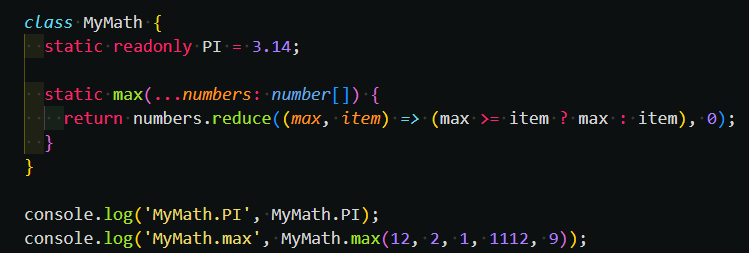 class MyMath {
  static readonly PI = 3.14;

  static max(...numbers: number[]) {
    return numbers.reduce((max, item) => (max >= item ? max : item), 0);
  }
}

console.log('MyMath.PI', MyMath.PI);
console.log('MyMath.max', MyMath.max(12, 2, 1, 1112, 9));